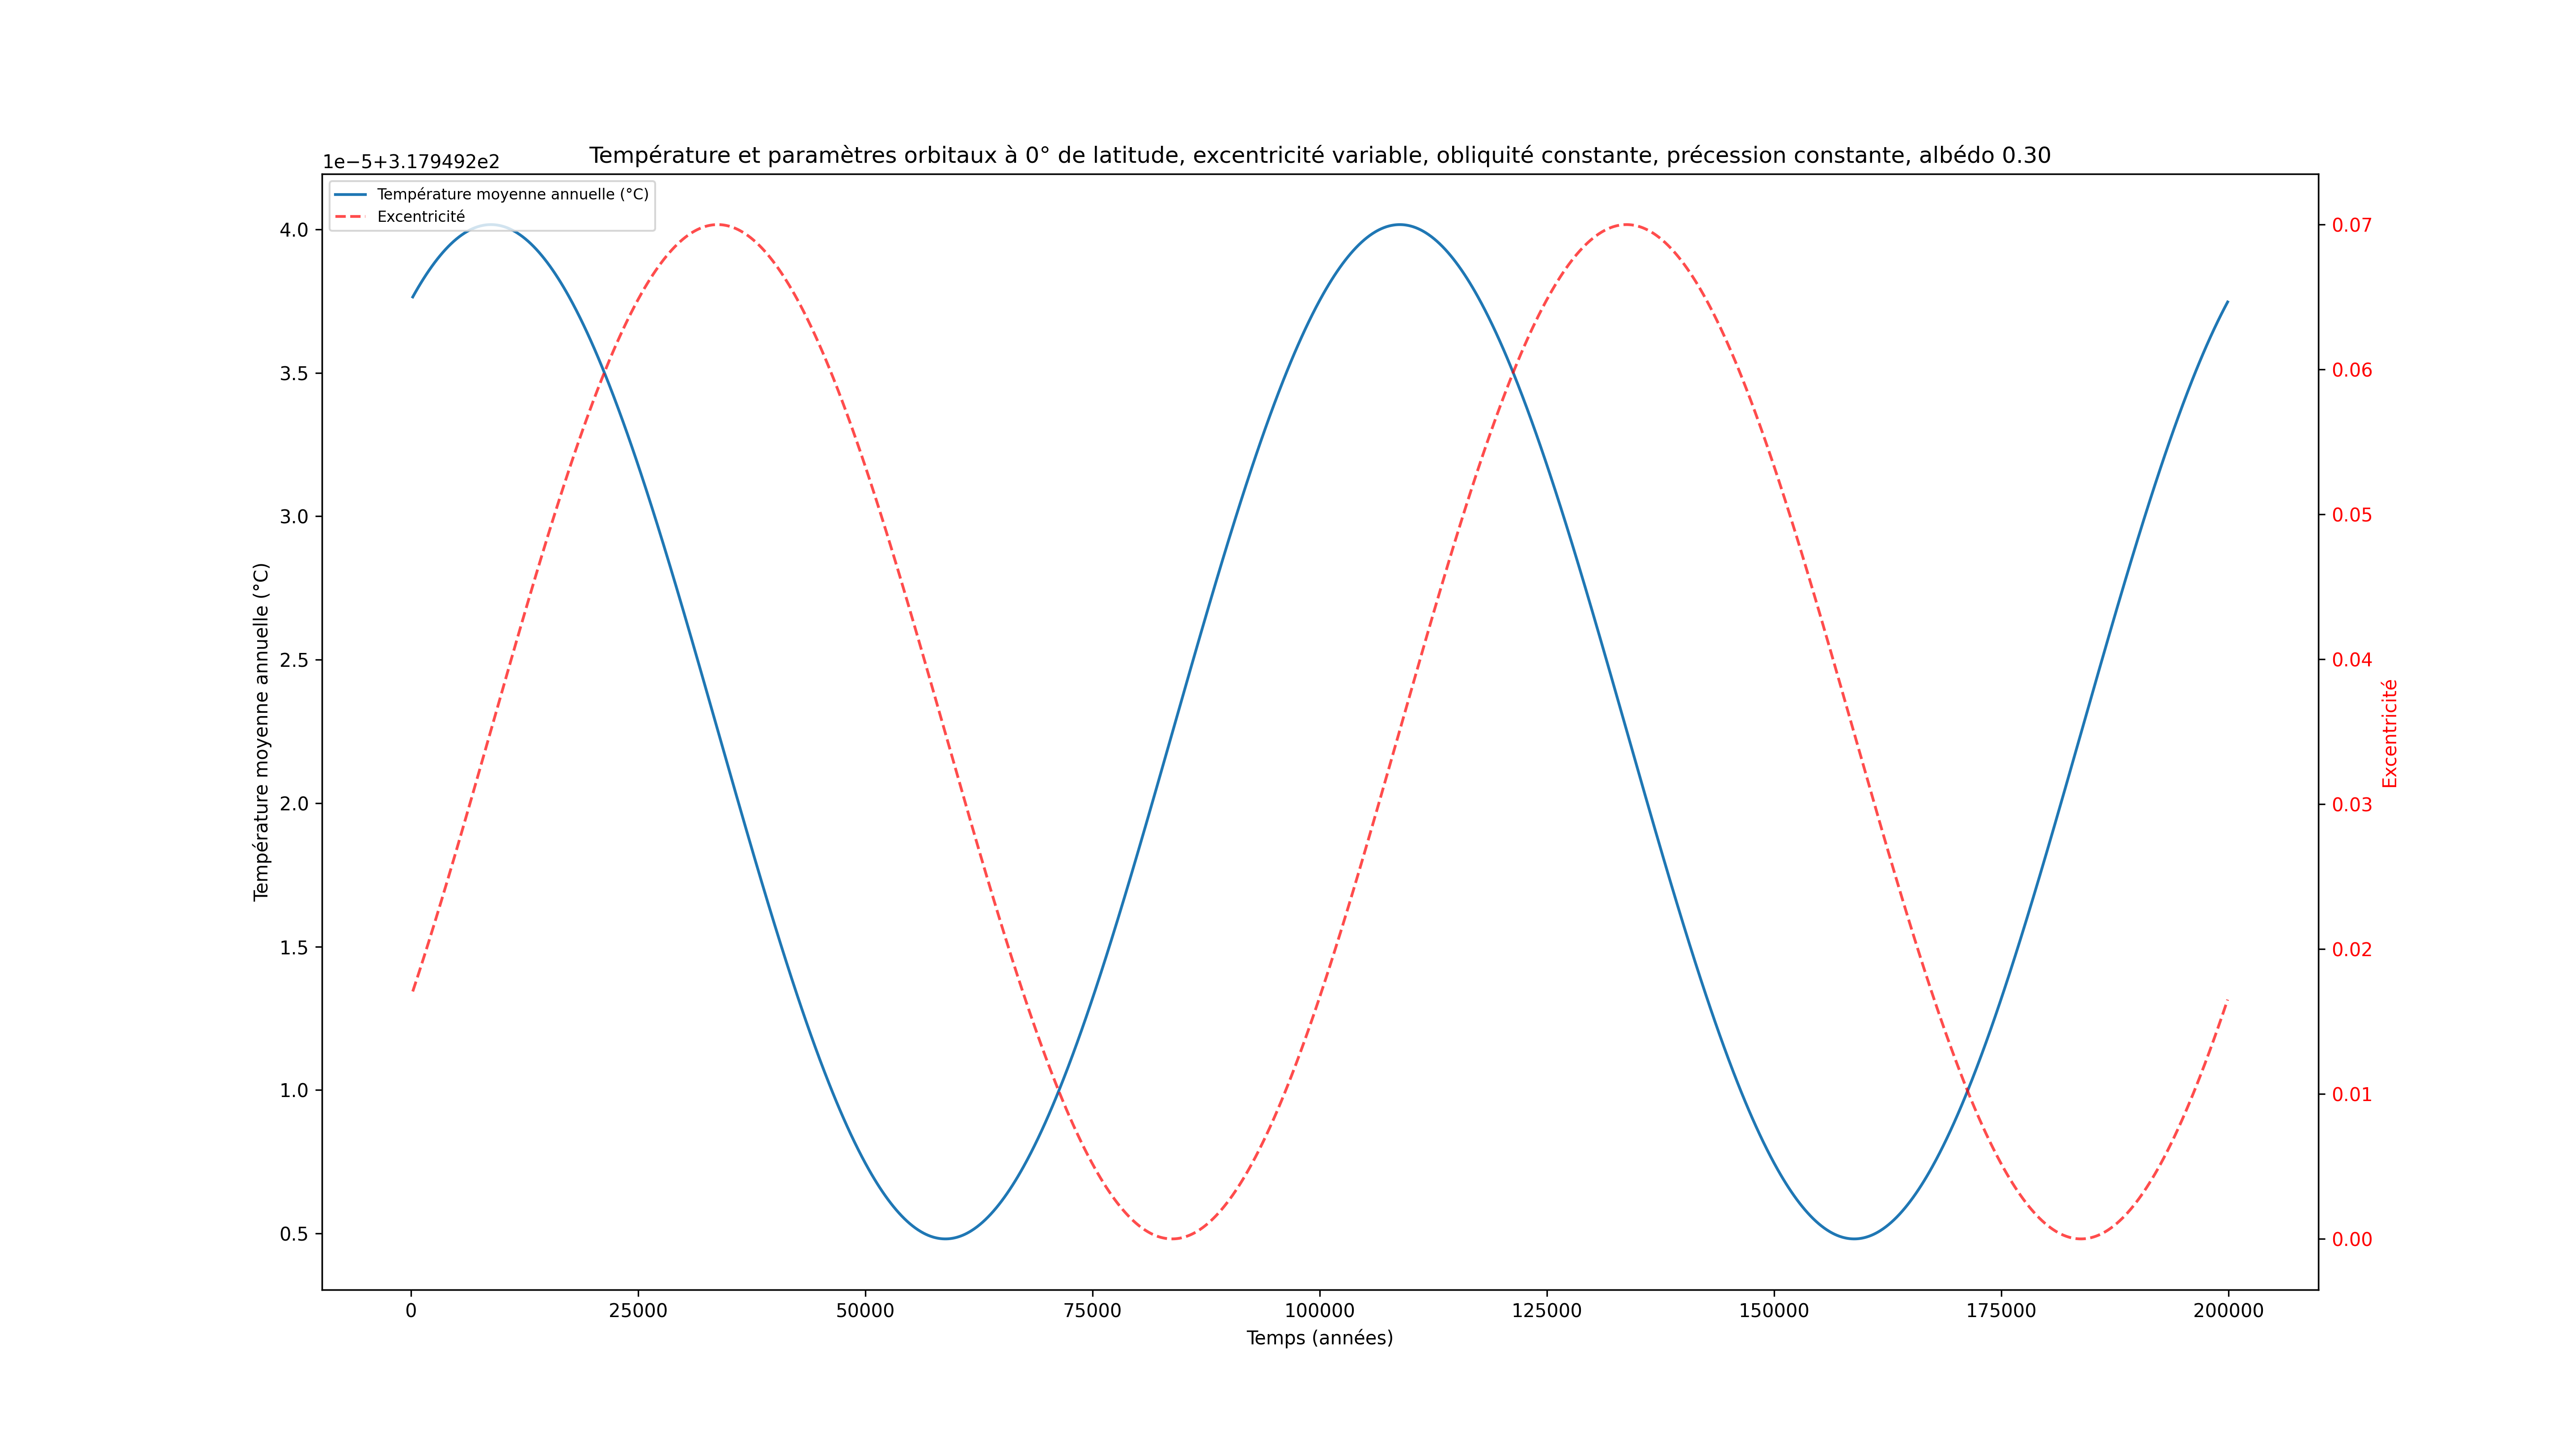 Température et paramètres orbitaux à 0° de latitude, excentricité variable, obliquité constante, précession constante, albédo 0.30
1e−5+3.179492e2
Température moyenne annuelle (°C)
Excentricité
4.0
3.5
3.0
2.5
2.0
1.5
1.0
0.5
Température moyenne annuelle (°C)
0.07
0.06
0.05
0.04
0.03
0.02
0.01
0.00
Excentricité
0 25000 50000 75000 100000 125000 150000 175000 200000
Temps (années)